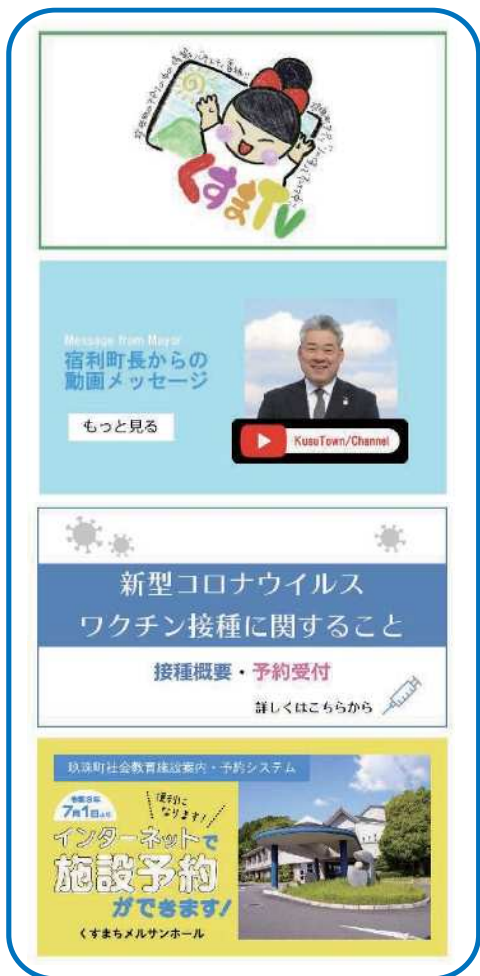 くすまTV
Message from Mayor
宿利町長からの
動画メッセージ
もっと見る
KusuTown/Channel
新型コロナウイルス
ワクチン接種に関すること
接種概要・予約受付
詳しくはこちらから
玖珠町社会教育施設案内・予約システム
7月1日より
便利に
なります!
インターネットで
施設予約
ができます!
くすまちメルサンホール